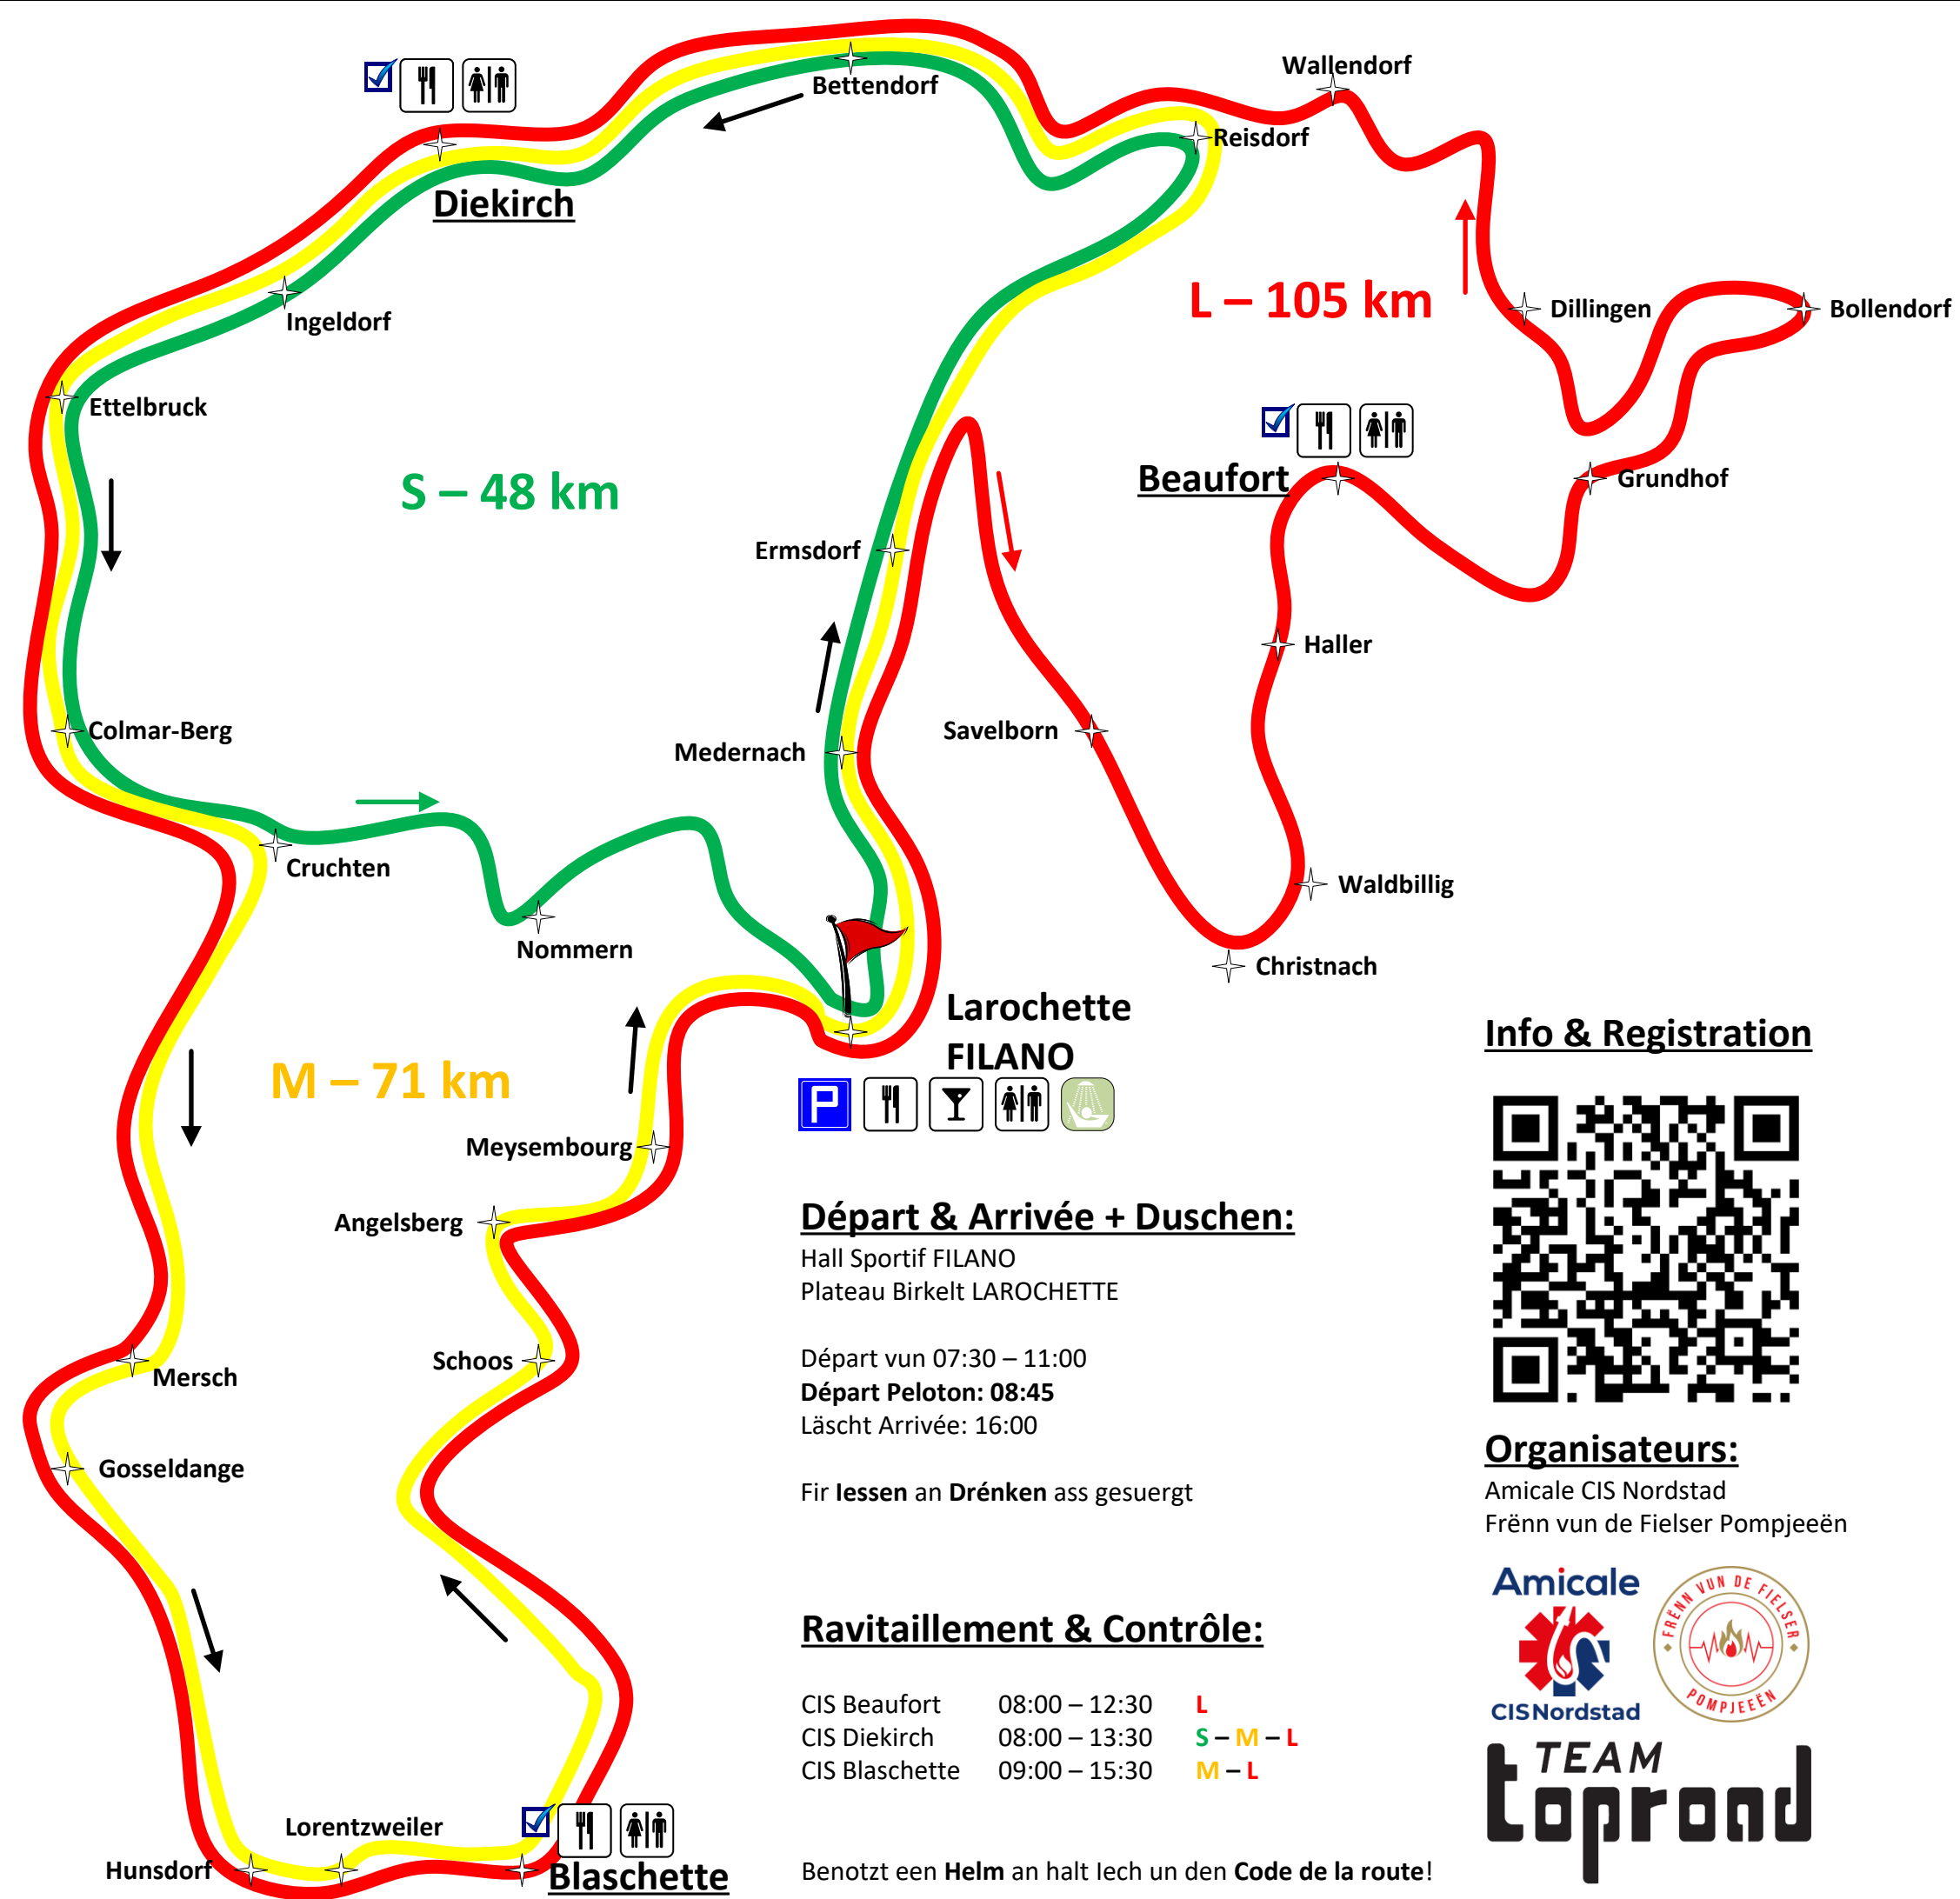 Wallendorf
Bettendorf
Reisdorf
Diekirch
L – 105 km
Dillingen
Bollendorf
Ingeldorf
Ettelbruck
S – 48 km
Beaufort
Grundhof
Ermsdorf
Haller
Colmar-Berg
Medernach
Savelborn
Cruchten
Waldbillig
Nommern
Christnach
Larochette
FILANO
P
M – 71 km
Meysembourg
Angelsberg
Schoos
Mersch
Gosseldange
Lorentzweiler
Hunsdorf
Blaschette
Départ & Arrivée + Duschen:
Hall Sportif FILANO
Plateau Birkelt LAROCHETTE
Départ vun 07:30 – 11:00
Départ Peloton: 08:45
Läscht Arrivée: 16:00
Fir Iessen an Drénken ass gesuergt
Ravitaillement & Contrôle:
CIS Beaufort 08:00 – 12:30 L
CIS Diekirch 08:00 – 13:30 S – M – L
CIS Blaschette 09:00 – 15:30 M – L
Benotzt een Helm an halt Iech un den Code de la route!
Info & Registration
Organisateurs:
Amicale CIS Nordstad
Frënn vun de Fielser Pompjeeën
Amicale
CISNordstad
FRËNN VUN DE FIELSER
POMPJEEËN
TEAM
toproad